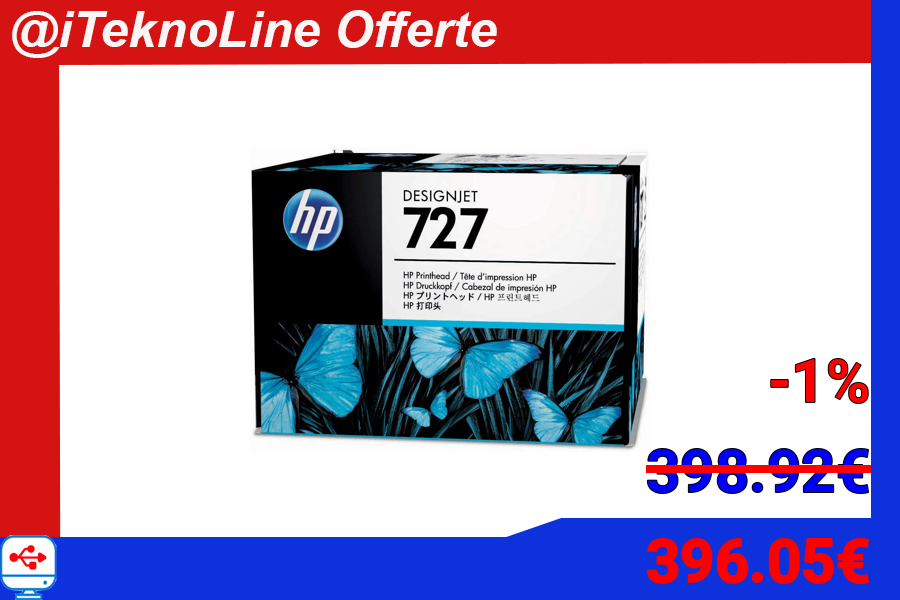 @iTeknoLine Offerte
hp
DESIGNJET
727
HP Printhead / Tête d'impression HP
HP Druckkopf / Cabezal de impresión HP
HP プリントヘッド / HP 프린트헤드
HP 打印头
-1%
398.92€
396.05€